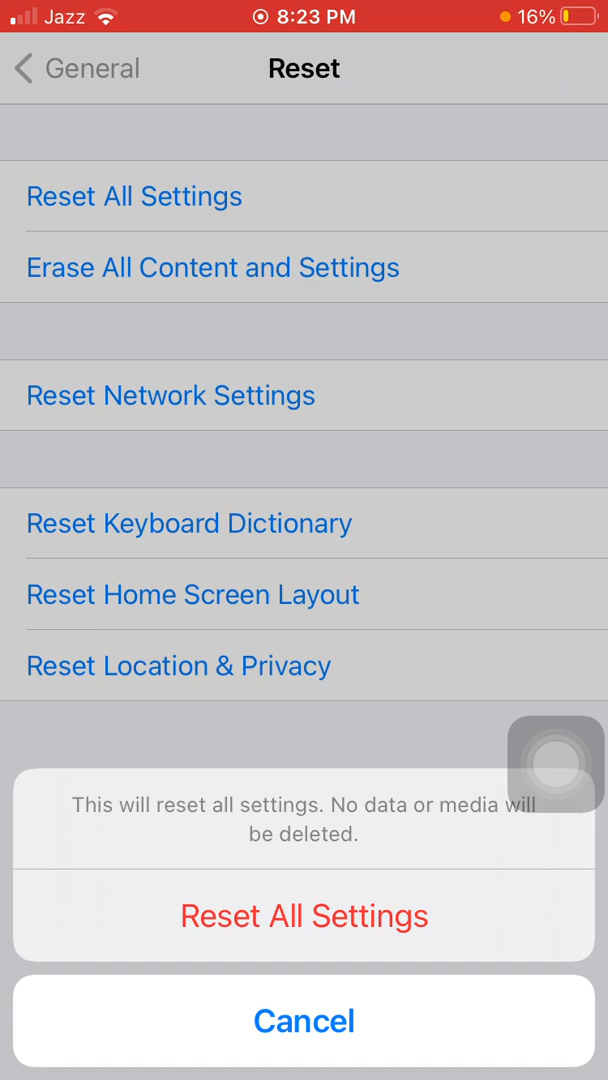 Jazz 8:23 PM 16%
General Reset
Reset All Settings
Erase All Content and Settings
Reset Network Settings
Reset Keyboard Dictionary
Reset Home Screen Layout
Reset Location & Privacy
This will reset all settings. No data or media will
be deleted.
Reset All Settings
Cancel